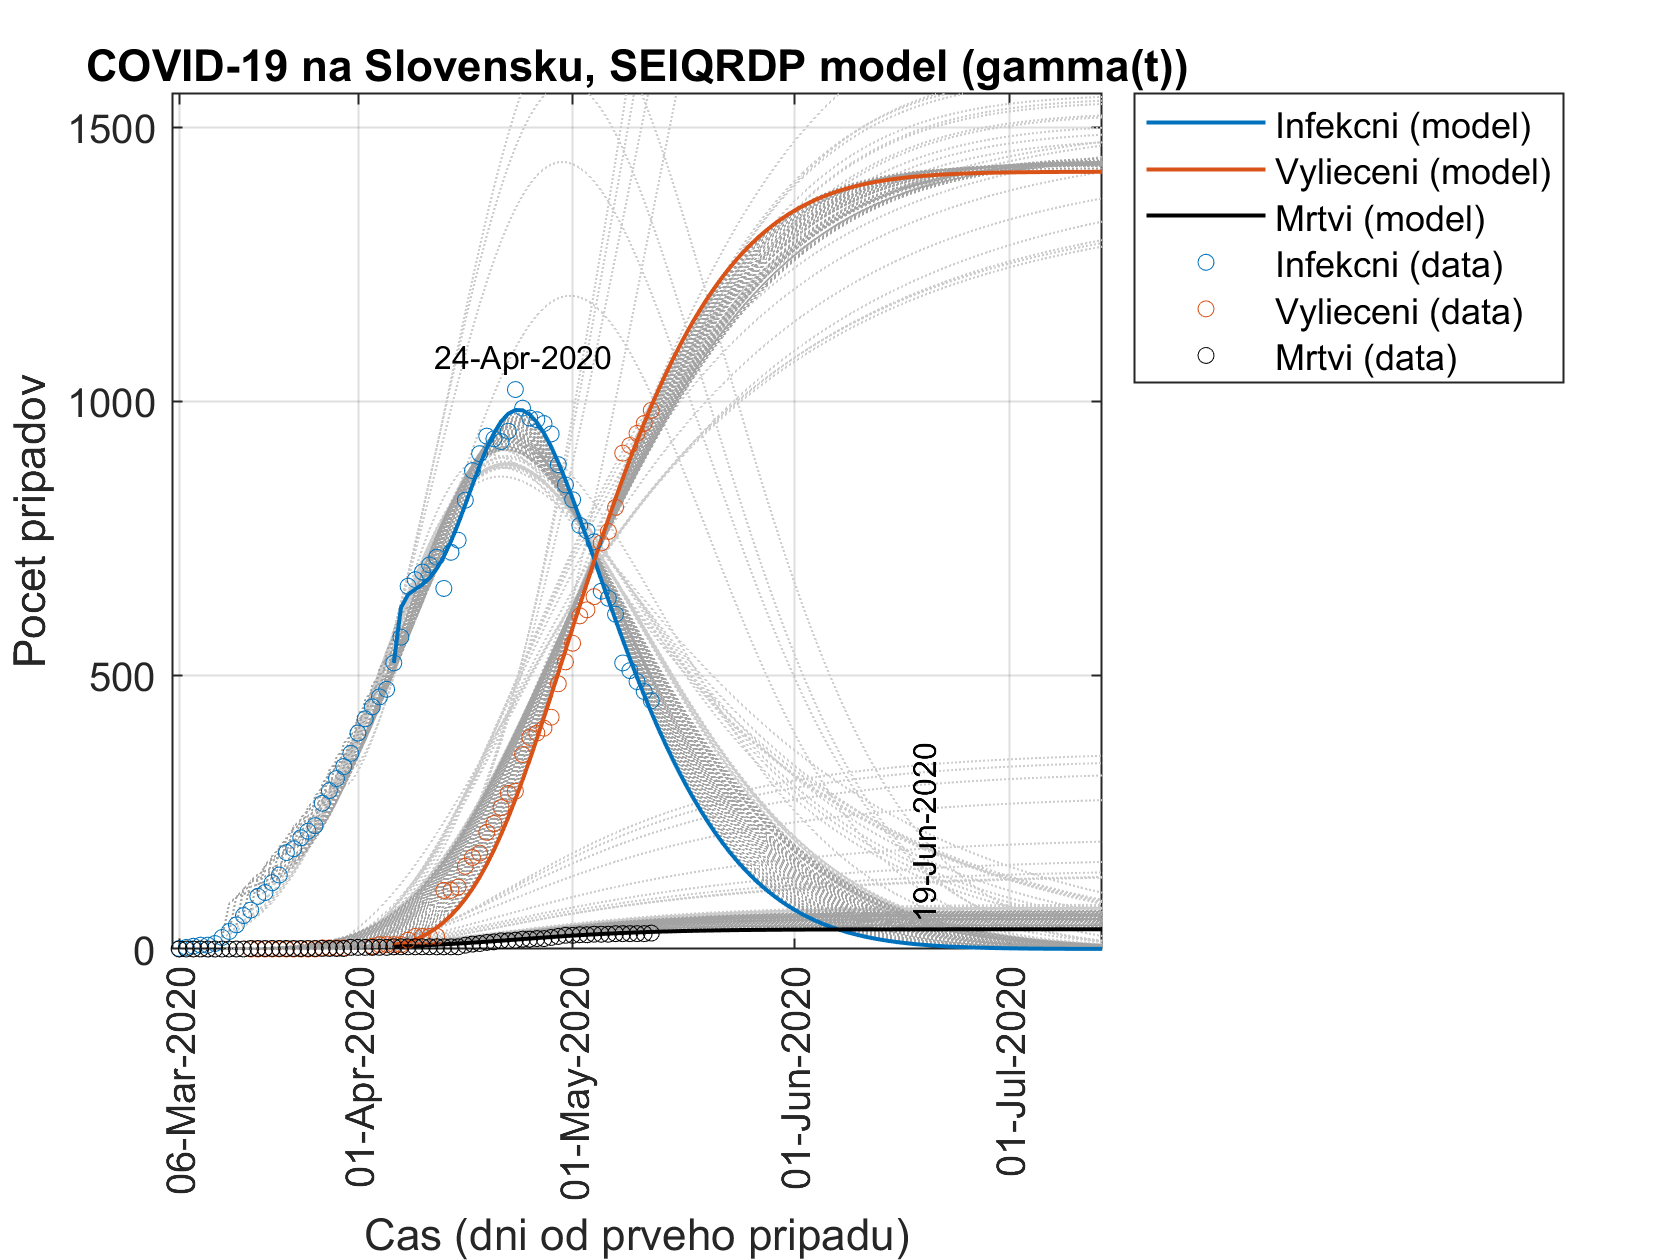 COVID-19 na Slovensku, SEIQRDP model (gamma(t))
Infekcni (model)
Vylieceni (model)
Mrtvi (model)
Infekcni (data)
Vylieceni (data)
Mrtvi (data)
1500
1000
500
0
Pocet pripadov
24-Apr-2020
19-Jun-2020
06-Mar-2020
01-Apr-2020
01-May-2020
01-Jun-2020
01-Jul-2020
Cas (dni od prveho pripadu)